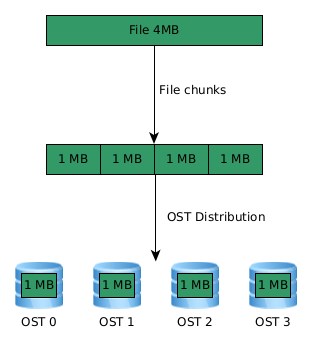 File 4MB
File chunks
1 MB 1 MB 1 MB 1 MB
OST Distribution
1 MB 1 MB 1 MB 1 MB
OST 0 OST 1 OST 2 OST 3